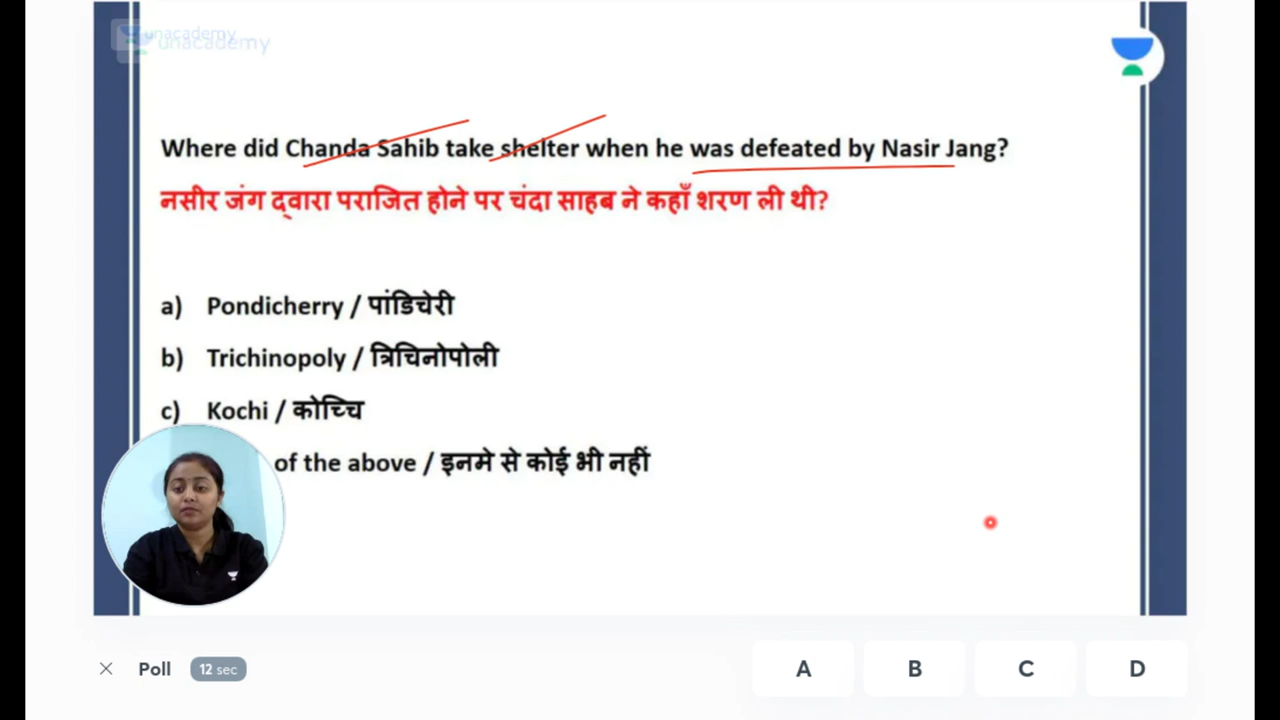 unacademy
unacademy
Where did Chanda Sahib take shelter when he was defeated by Nasir Jang?
नसीर जंग द्वारा पराजित होने पर चंदा साहब ने कहाँ शरण ली थी?
a) Pondicherry / पांडिचेरी
b) Trichinopoly / त्रिचिनोपोली
c) Kochi / कोच्चि
of the above / इनमे से कोई भी नहीं
Poll 12 sec A B C D